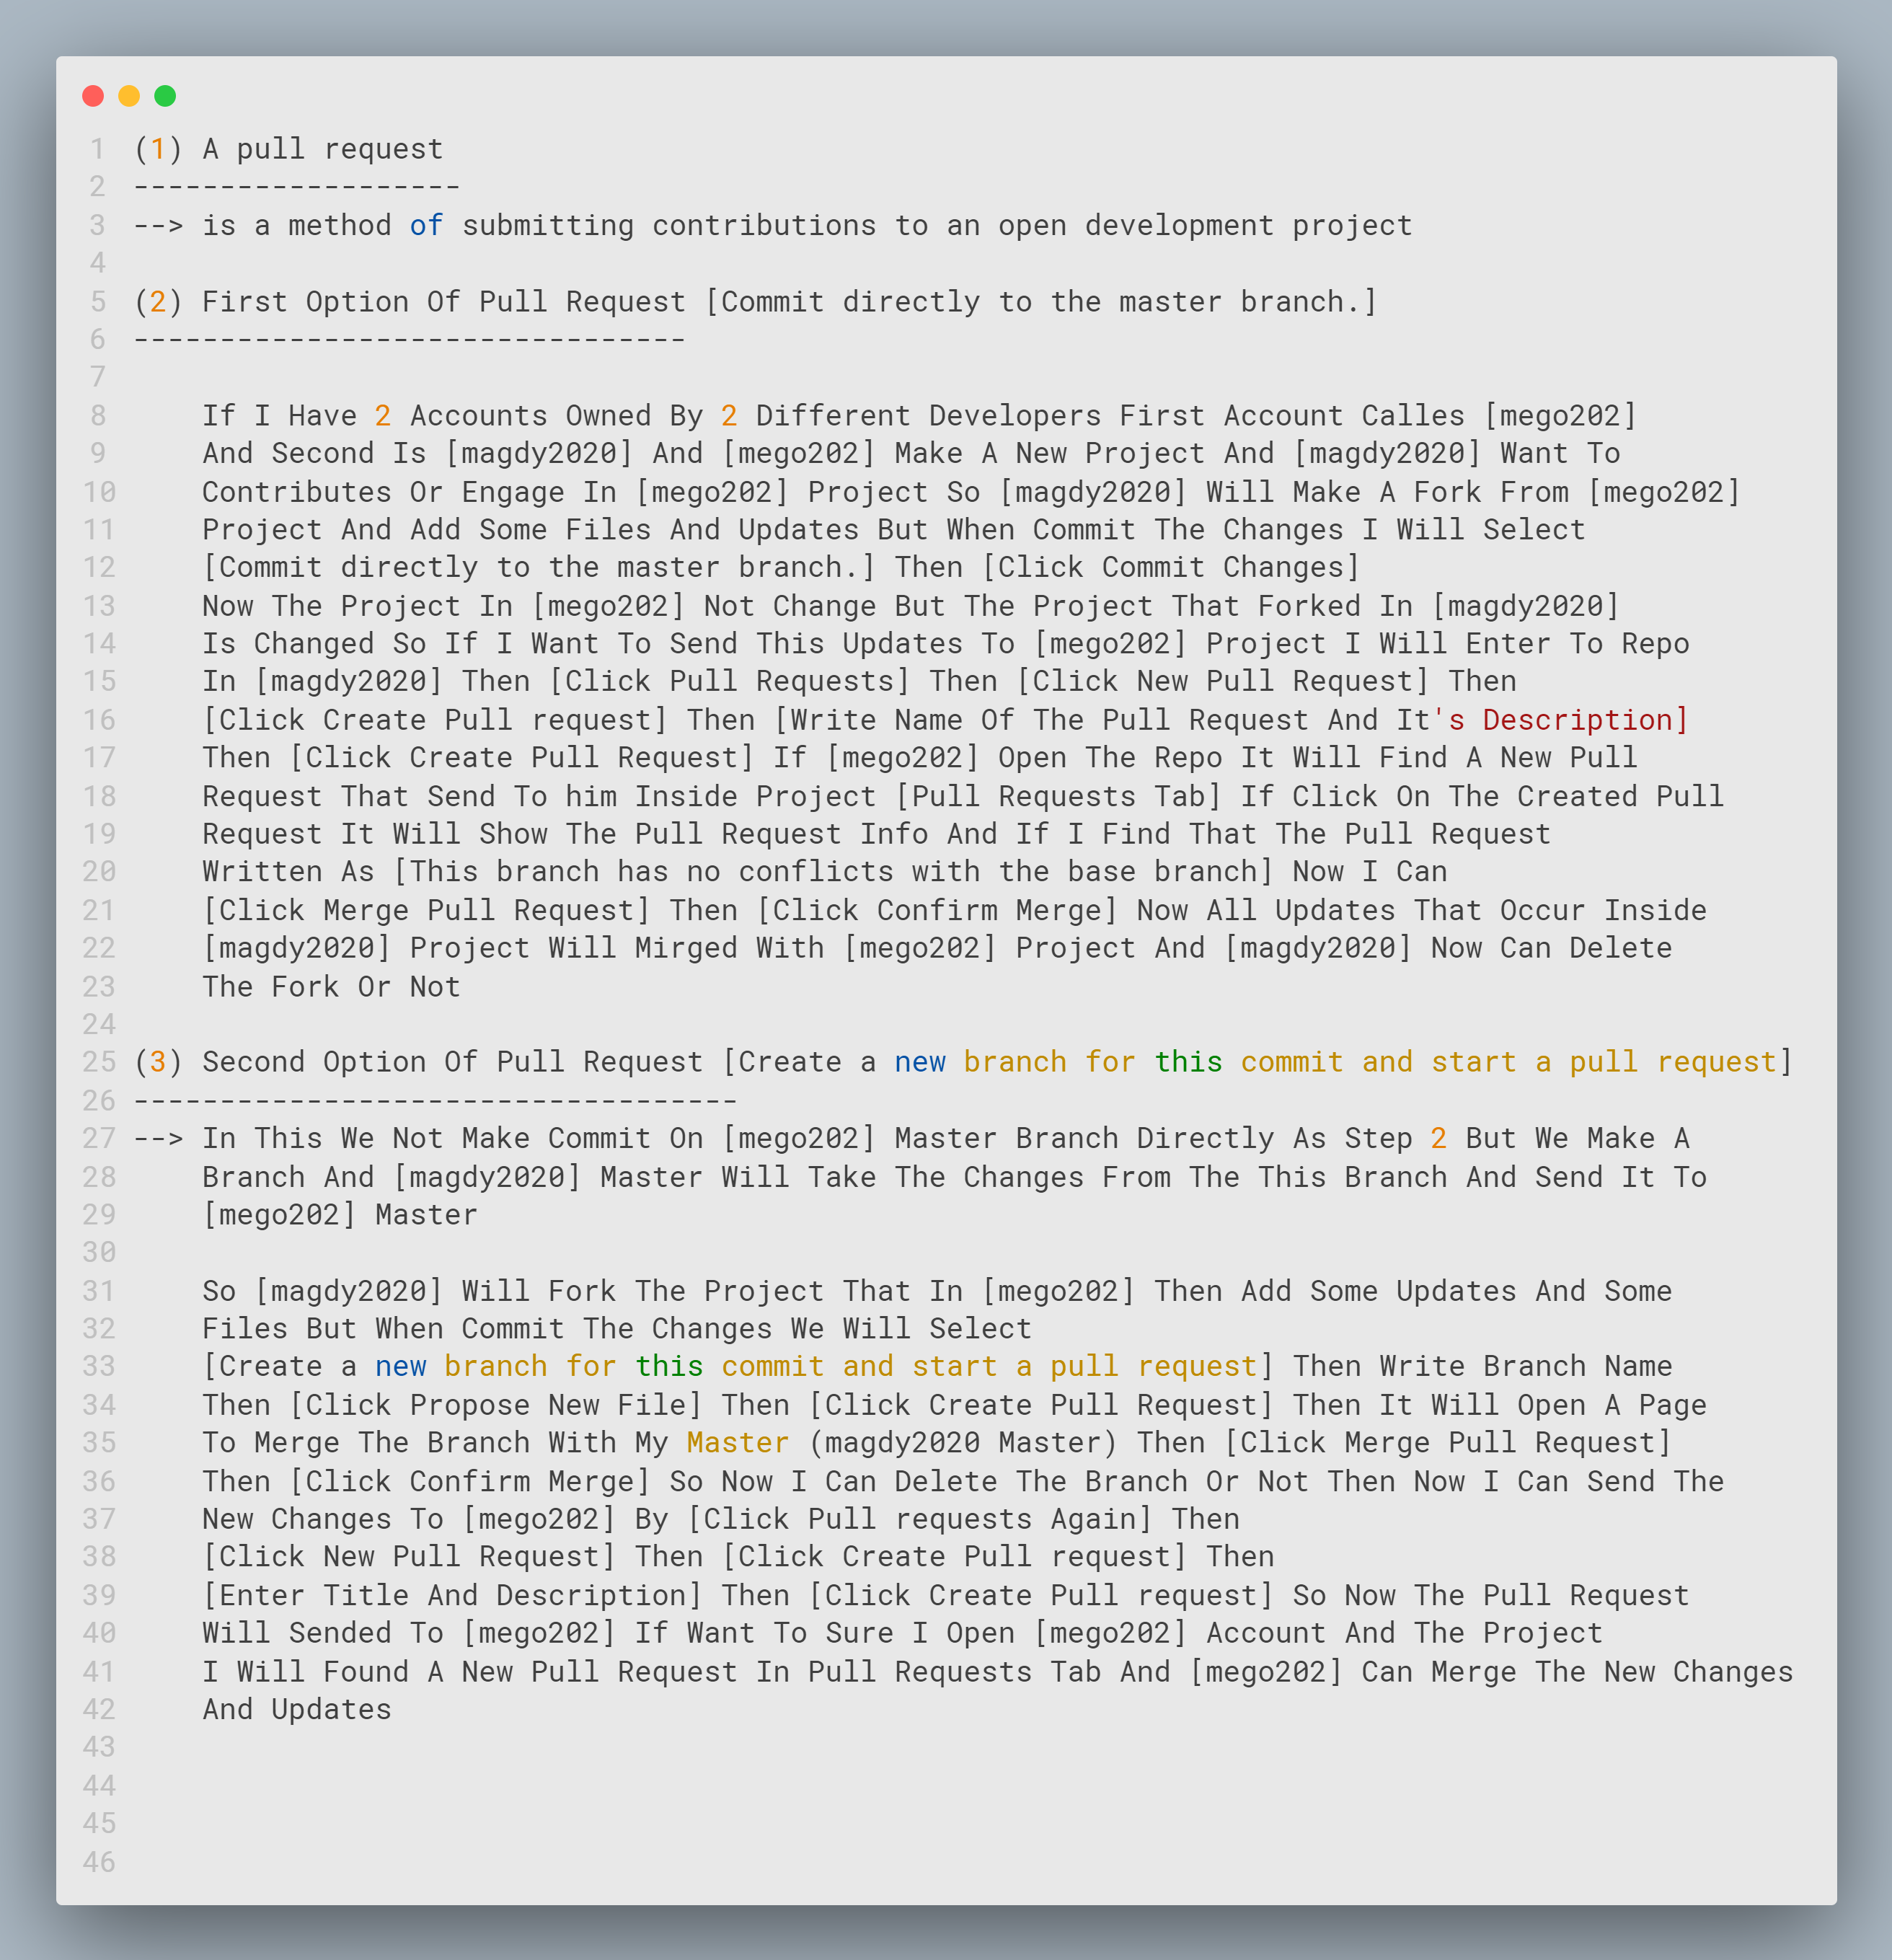 1 (1) A pull request
2 -------------------
3 --> is a method of submitting contributions to an open development project
4
5 (2) First Option Of Pull Request [Commit directly to the master branch.]
6 --------------------------------
7
8 If I Have 2 Accounts Owned By 2 Different Developers First Account Calles [mego202]
9 And Second Is [magdy2020] And [mego202] Make A New Project And [magdy2020] Want To
10 Contributes Or Engage In [mego202] Project So [magdy2020] Will Make A Fork From [mego202]
11 Project And Add Some Files And Updates But When Commit The Changes I Will Select
12 [Commit directly to the master branch.] Then [Click Commit Changes]
13 Now The Project In [mego202] Not Change But The Project That Forked In [magdy2020]
14 Is Changed So If I Want To Send This Updates To [mego202] Project I Will Enter To Repo
15 In [magdy2020] Then [Click Pull Requests] Then [Click New Pull Request] Then
16 [Click Create Pull request] Then [Write Name Of The Pull Request And It's Description]
17 Then [Click Create Pull Request] If [mego202] Open The Repo It Will Find A New Pull
18 Request That Send To him Inside Project [Pull Requests Tab] If Click On The Created Pull
19 Request It Will Show The Pull Request Info And If I Find That The Pull Request
20 Written As [This branch has no conflicts with the base branch] Now I Can
21 [Click Merge Pull Request] Then [Click Confirm Merge] Now All Updates That Occur Inside
22 [magdy2020] Project Will Mirged With [mego202] Project And [magdy2020] Now Can Delete
23 The Fork Or Not
24
25 (3) Second Option Of Pull Request [Create a new branch for this commit and start a pull request]
26 -----------------------------------
27 --> In This We Not Make Commit On [mego202] Master Branch Directly As Step 2 But We Make A
28 Branch And [magdy2020] Master Will Take The Changes From The This Branch And Send It To
29 [mego202] Master
30
31 So [magdy2020] Will Fork The Project That In [mego202] Then Add Some Updates And Some
32 Files But When Commit The Changes We Will Select
33 [Create a new branch for this commit and start a pull request] Then Write Branch Name
34 Then [Click Propose New File] Then [Click Create Pull Request] Then It Will Open A Page
35 To Merge The Branch With My Master (magdy2020 Master) Then [Click Merge Pull Request]
36 Then [Click Confirm Merge] So Now I Can Delete The Branch Or Not Then Now I Can Send The
37 New Changes To [mego202] By [Click Pull requests Again] Then
38 [Click New Pull Request] Then [Click Create Pull request] Then
39 [Enter Title And Description] Then [Click Create Pull request] So Now The Pull Request
40 Will Sended To [mego202] If Want To Sure I Open [mego202] Account And The Project
41 I Will Found A New Pull Request In Pull Requests Tab And [mego202] Can Merge The New Changes
42 And Updates
43
44
45
46